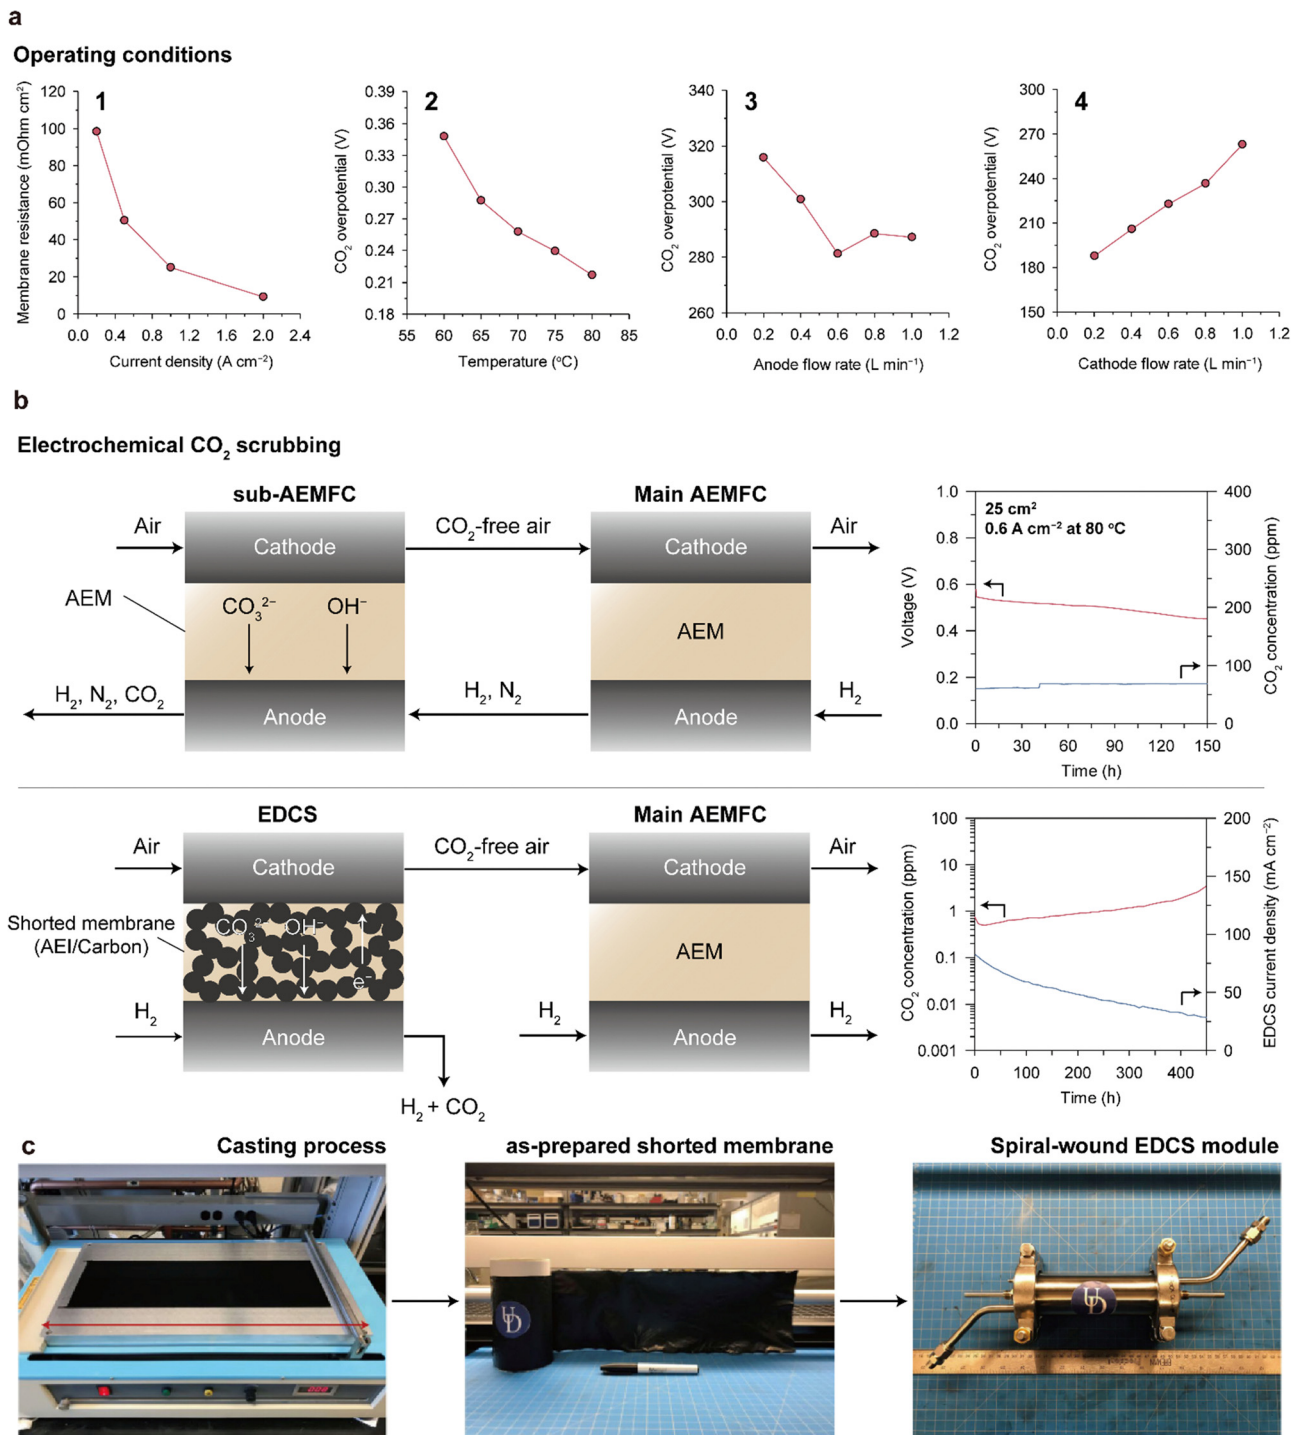 a
Operating conditions
1
Membrane resistance (mOhm cm²)
120
100
80
60
40
20
0
0.0 0.4 0.8 1.2 1.6 2.0 2.4
Current density (A cm⁻²)
2
CO₂ overpotential (V)
0.39
0.36
0.33
0.30
0.27
0.24
0.21
0.18
55 60 65 70 75 80 85
Temperature (°C)
3
CO₂ overpotential (V)
340
320
300
280
260
0.0 0.2 0.4 0.6 0.8 1.0 1.2
Anode flow rate (L min⁻¹)
4
CO₂ overpotential (V)
300
270
240
210
180
150
0.0 0.2 0.4 0.6 0.8 1.0 1.2
Cathode flow rate (L min⁻¹)
b
Electrochemical CO₂ scrubbing
sub-AEMFC
Main AEMFC
Air
Cathode
CO₂-free air
Cathode
Air
AEM
CO₃²⁻
OH⁻
AEM
H₂, N₂, CO₂
Anode
H₂, N₂
Anode
H₂
25 cm²
0.6 A cm⁻² at 80 °C
Voltage (V)
1.0
0.8
0.6
0.4
0.2
0.0
CO₂ concentration (ppm)
400
300
200
100
0
0 30 60 90 120 150
Time (h)
EDCS
Main AEMFC
Air
Cathode
CO₂-free air
Cathode
Air
Shorted membrane
(AEI/Carbon)
CO₃²⁻
OH⁻
e⁻
AEM
H₂
Anode
H₂
Anode
H₂
H₂ + CO₂
CO₂ concentration (ppm)
100
10
1
0.1
0.01
0.001
EDCS current density (mA cm⁻²)
200
150
100
50
0
0 100 200 300 400
Time (h)
c
Casting process
as-prepared shorted membrane
Spiral-wound EDCS module
UD
UD